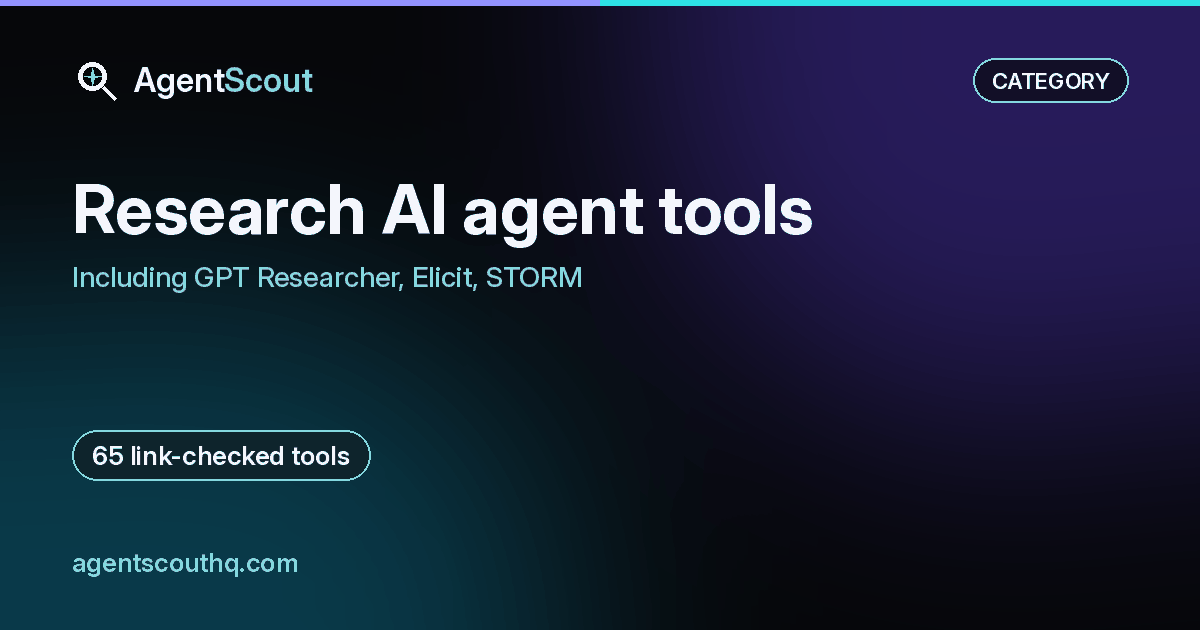 AgentScout
CATEGORY
Research AI agent tools
Including GPT Researcher, Elicit, STORM
65 link-checked tools
agentscouthq.com